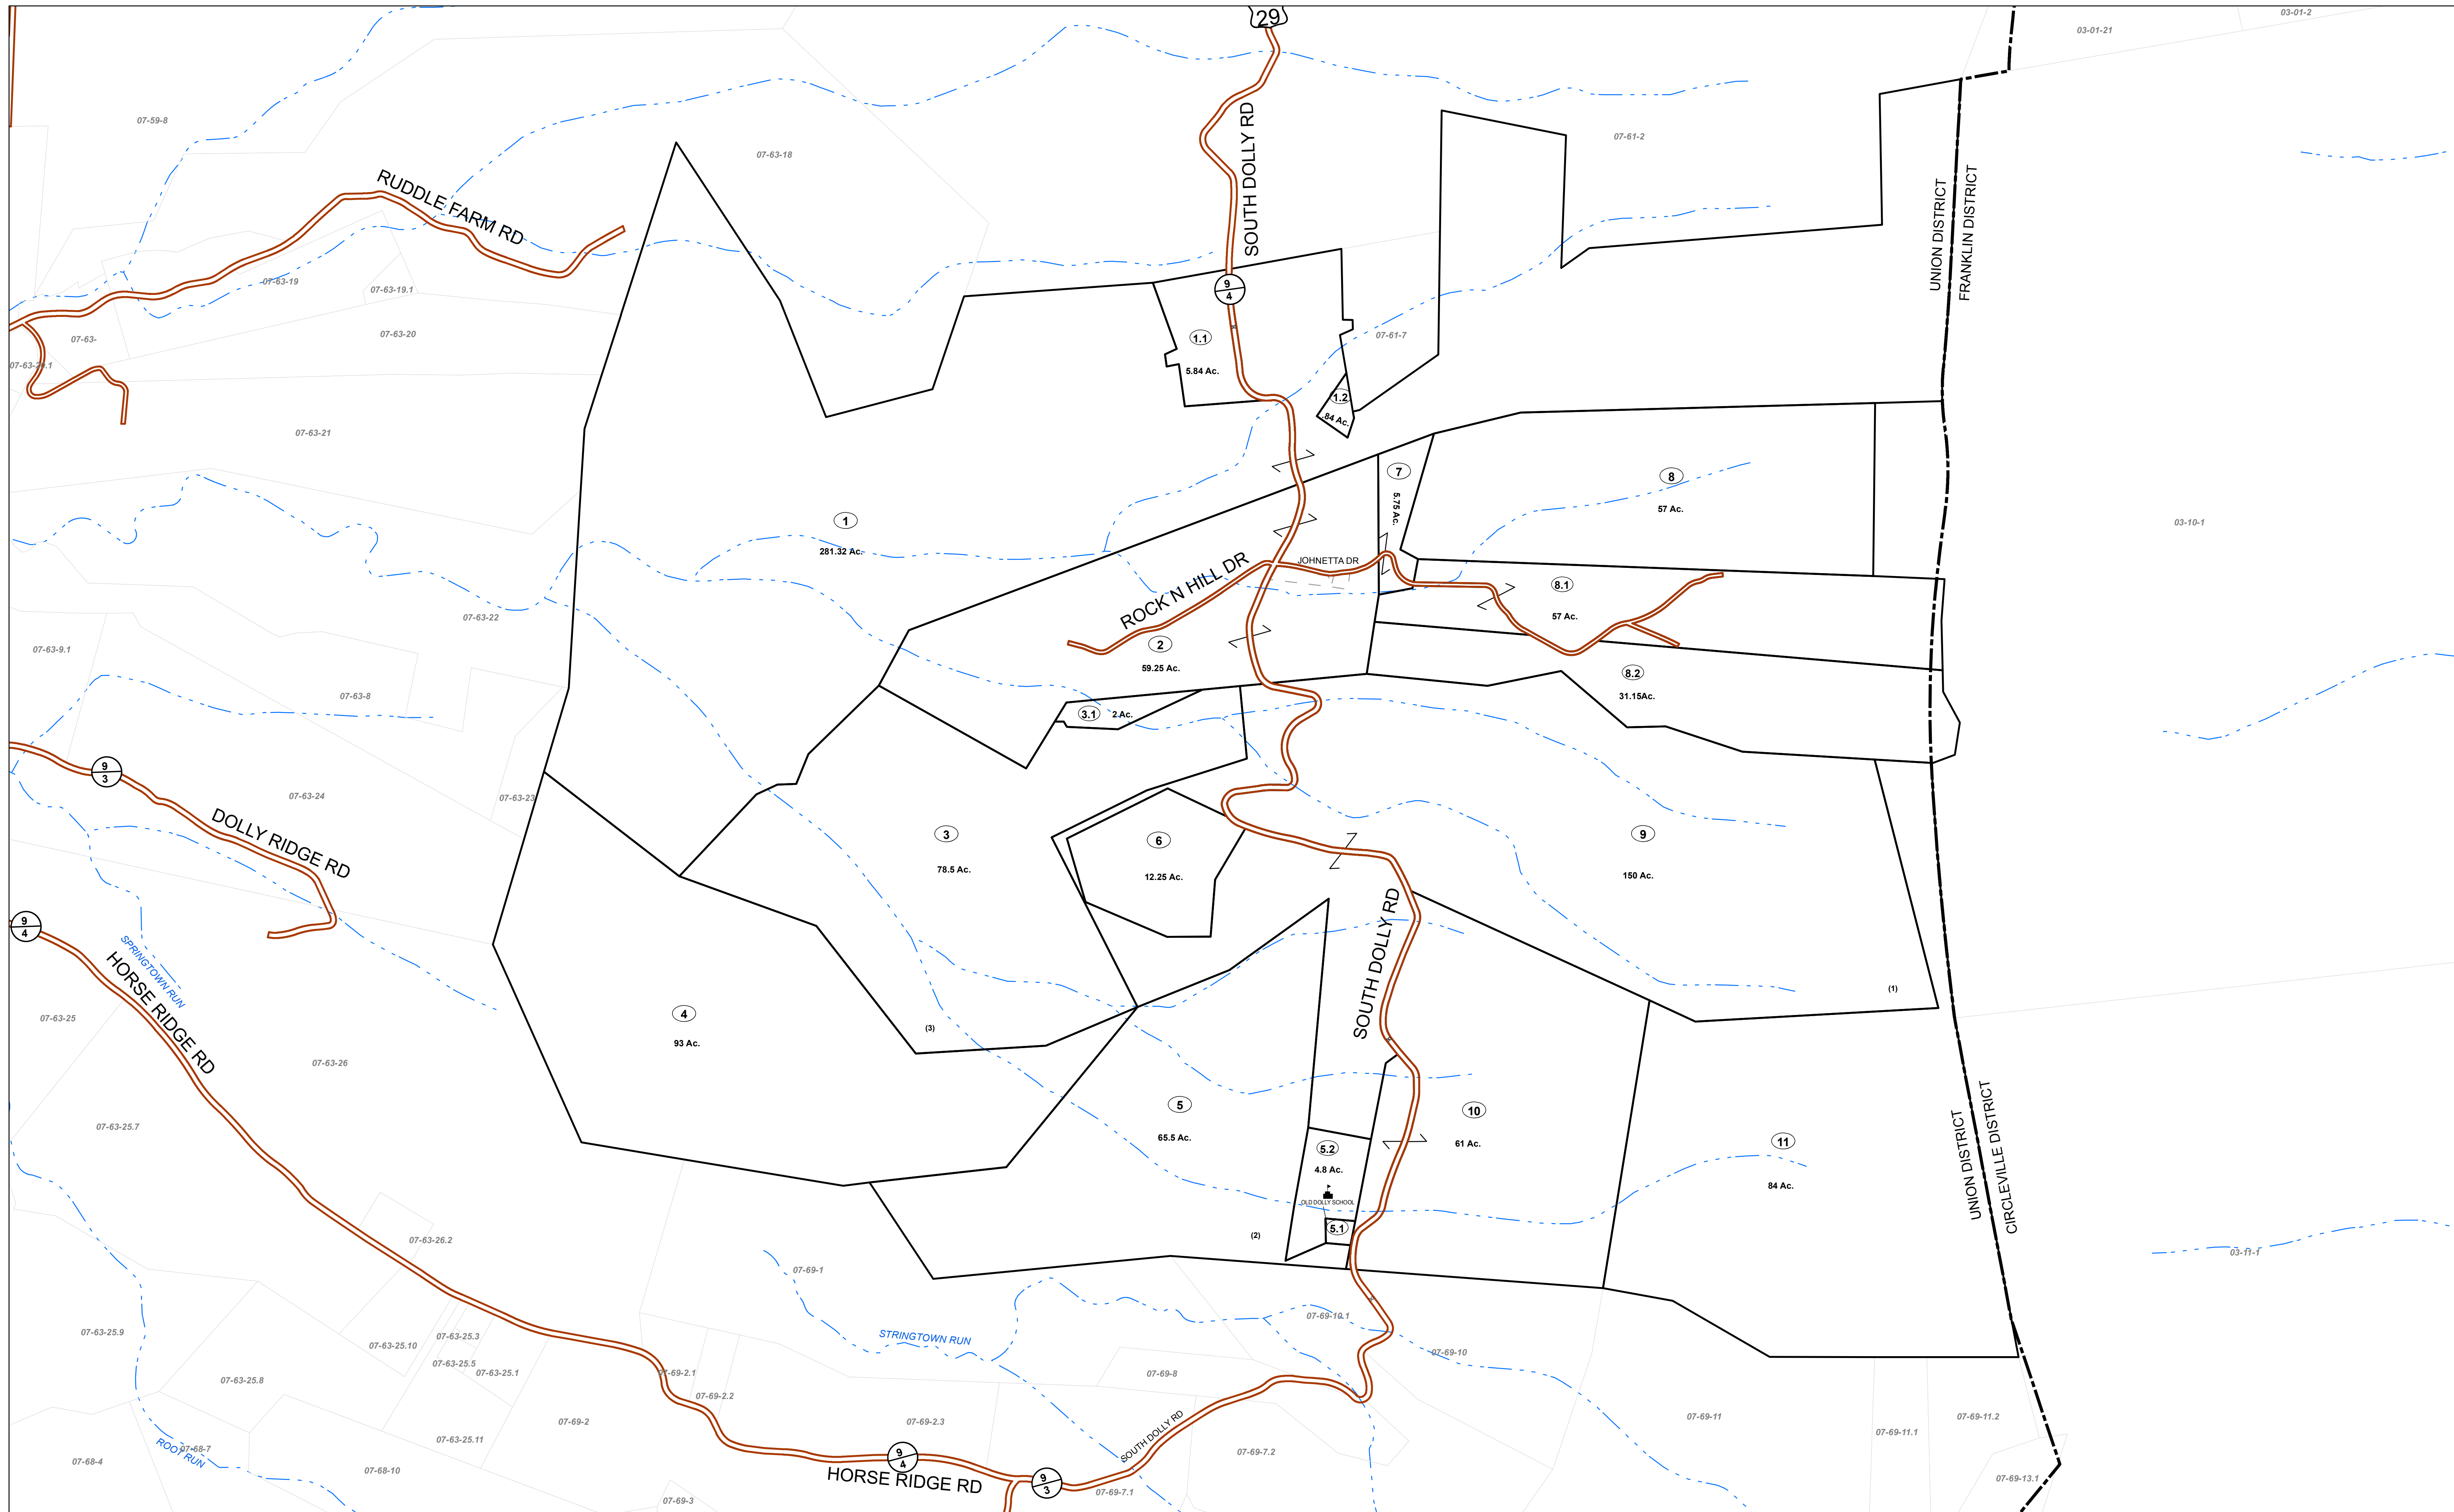 29
03-01-2
03-01-21
07-59-8
07-61-2
07-63-18
SOUTH DOLLY RD
RUDDLE FARM RD
UNION DISTRICT
FRANKLIN DISTRICT
07-63-19
07-63-19.1
9
4
07-63-20
07-63-
1.1
07-61-7
5.84 Ac.
1.2
.84 Ac.
07-63-21
7
5.75 Ac.
8
57 Ac.
1
281.32 Ac.
03-10-1
JOHNETTA DR
ROCK N HILL DR
8.1
57 Ac.
07-63-22
07-63-9.1
2
59.25 Ac.
8.2
31.15Ac.
07-63-8
3.1
2 Ac.
9
3
07-63-24
07-63-23
DOLLY RIDGE RD
3
78.5 Ac.
6
12.25 Ac.
9
150 Ac.
9
4
SPRINGTOWN RUN
HORSE RIDGE RD
SOUTH DOLLY RD
(1)
07-63-25
4
93 Ac.
(3)
07-63-26
07-63-25.7
5
65.5 Ac.
10
61 Ac.
11
84 Ac.
UNION DISTRICT
CIRCLEVILLE DISTRICT
5.2
4.8 Ac.
OLD DOLLY SCHOOL
5.1
(2)
07-63-26.2
03-11-1
07-69-1
07-69-10.1
07-63-25.9
07-63-25.10
07-63-25.3
07-63-25.5
07-63-25.1
STRINGTOWN RUN
07-69-10
07-69-2.1
07-69-8
07-63-25.8
07-69-2.2
07-69-2
07-69-2.3
07-69-11
07-69-11.2
07-69-11.1
SOUTH DOLLY RD
07-63-25.11
07-68-7
ROOT RUN
07-68-4
07-68-10
9
4
HORSE RIDGE RD
9
3
07-69-7.2
07-69-7.1
07-69-3
07-69-13.1